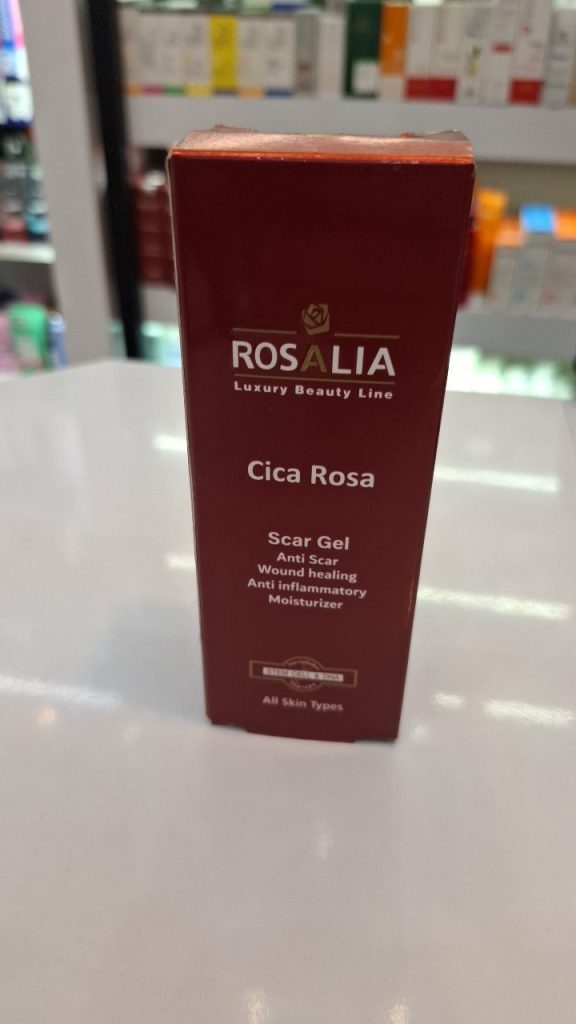 ROSALIA
Luxury Beauty Line
Cica Rosa
Scar Gel
Anti Scar
Wound healing
Anti inflammatory
Moisturizer
STEM CELL & DNA
All Skin Types